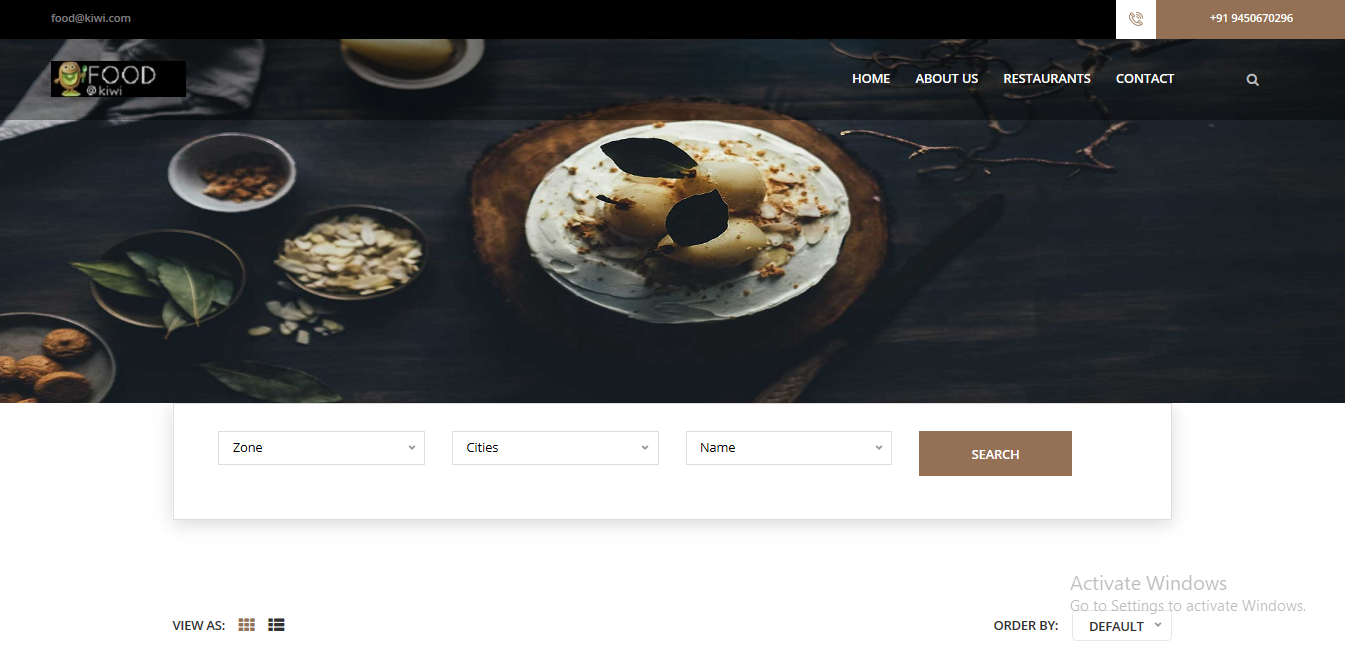 food@kiwi.com
+91 9450670296
FOOD
@kiwi
HOME ABOUT US RESTAURANTS CONTACT
Zone Cities Name SEARCH
Activate Windows
Go to Settings to activate Windows.
VIEW AS: ORDER BY: DEFAULT